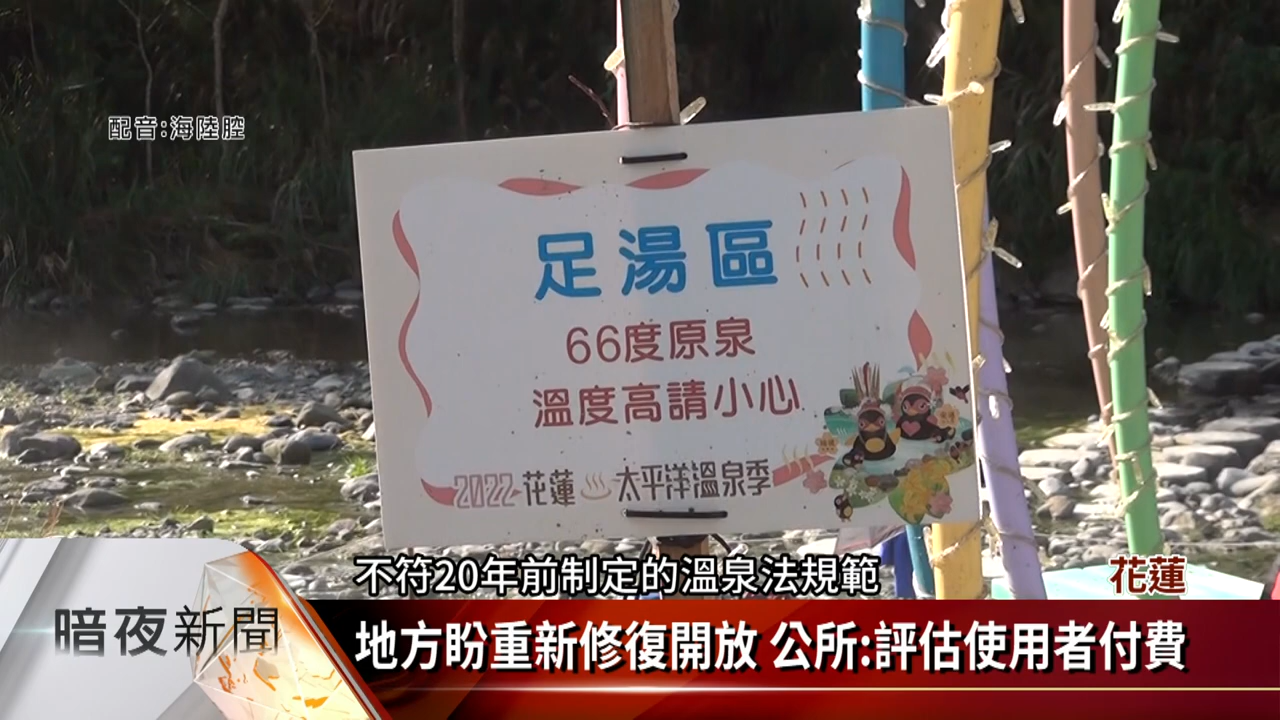 配音:海陸腔
足湯區
66度原泉
溫度高請小心
2022花蓮 太平洋溫泉季
不符20年前制定的溫泉法規範
花蓮
暗夜新聞
地方盼重新修復開放 公所:評估使用者付費